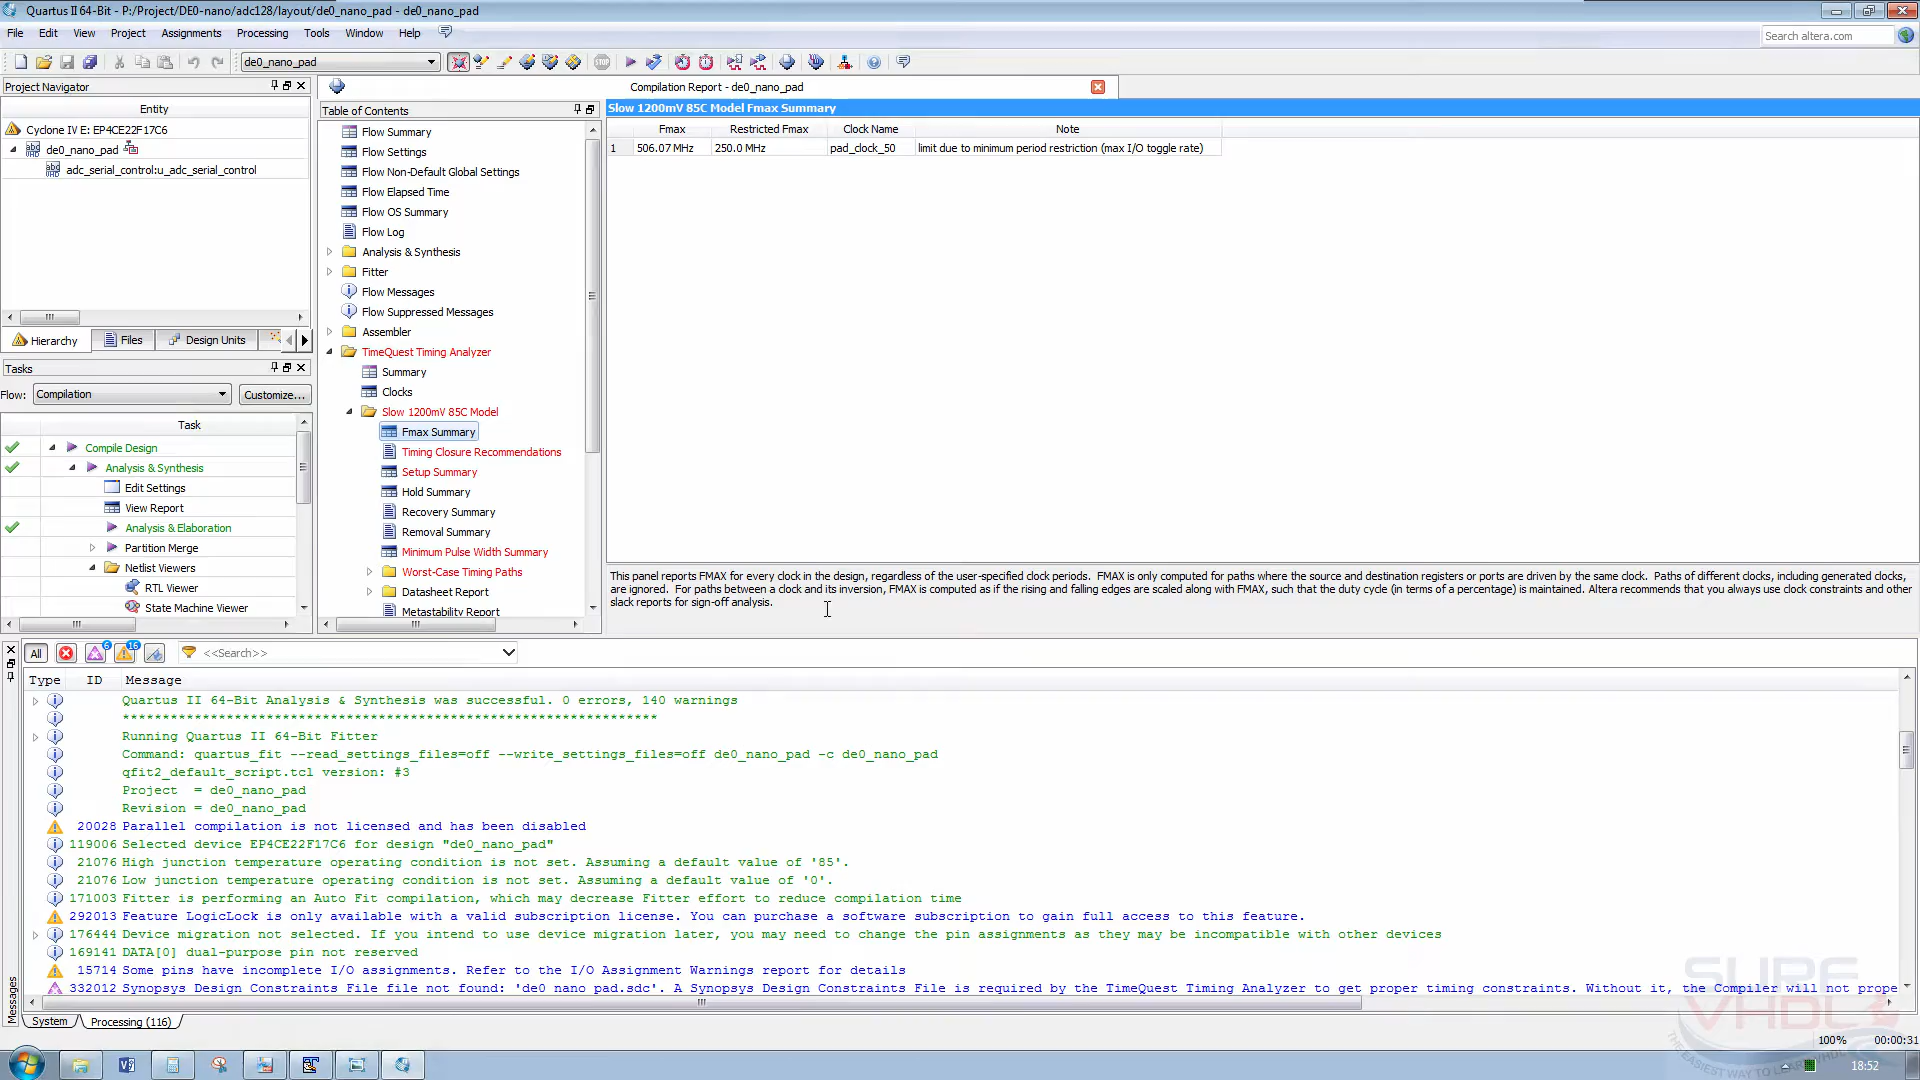 Quartus II 64-Bit - P:/Project/DE0-nano/adc128/layout/de0_nano_pad - de0_nano_pad
File Edit View Project Assignments Processing Tools Window Help
Search altera.com
de0_nano_pad
Project Navigator
Entity
Cyclone IV E: EP4CE22F17C6
de0_nano_pad
adc_serial_control:u_adc_serial_control
Hierarchy Files Design Units
Tasks
Flow: Compilation Customize...
Task
Compile Design
Analysis & Synthesis
Edit Settings
View Report
Analysis & Elaboration
Partition Merge
Netlist Viewers
RTL Viewer
State Machine Viewer
Table of Contents
Flow Summary
Flow Settings
Flow Non-Default Global Settings
Flow Elapsed Time
Flow OS Summary
Flow Log
Analysis & Synthesis
Fitter
Flow Messages
Flow Suppressed Messages
Assembler
TimeQuest Timing Analyzer
Summary
Clocks
Slow 1200mV 85C Model
Fmax Summary
Timing Closure Recommendations
Setup Summary
Hold Summary
Recovery Summary
Removal Summary
Minimum Pulse Width Summary
Worst-Case Timing Paths
Datasheet Report
Metastability Report
Compilation Report - de0_nano_pad
Slow 1200mV 85C Model Fmax Summary
Fmax Restricted Fmax Clock Name Note
1 506.07 MHz 250.0 MHz pad_clock_50 limit due to minimum period restriction (max I/O toggle rate)
This panel reports FMAX for every clock in the design, regardless of the user-specified clock periods. FMAX is only computed for paths where the source and destination registers or ports are driven by the same clock. Paths of different clocks, including generated clocks,
are ignored. For paths between a clock and its inversion, FMAX is computed as if the rising and falling edges are scaled along with FMAX, such that the duty cycle (in terms of a percentage) is maintained. Altera recommends that you always use clock constraints and other
slack reports for sign-off analysis.
All 6 16 <<Search>>
Type ID Message
Quartus II 64-Bit Analysis & Synthesis was successful. 0 errors, 140 warnings
*******************************************************************
Running Quartus II 64-Bit Fitter
Command: quartus_fit --read_settings_files=off --write_settings_files=off de0_nano_pad -c de0_nano_pad
qfit2_default_script.tcl version: #3
Project = de0_nano_pad
Revision = de0_nano_pad
20028 Parallel compilation is not licensed and has been disabled
119006 Selected device EP4CE22F17C6 for design "de0_nano_pad"
21076 High junction temperature operating condition is not set. Assuming a default value of '85'.
21076 Low junction temperature operating condition is not set. Assuming a default value of '0'.
171003 Fitter is performing an Auto Fit compilation, which may decrease Fitter effort to reduce compilation time
292013 Feature LogicLock is only available with a valid subscription license. You can purchase a software subscription to gain full access to this feature.
176444 Device migration not selected. If you intend to use device migration later, you may need to change the pin assignments as they may be incompatible with other devices
169141 DATA[0] dual-purpose pin not reserved
15714 Some pins have incomplete I/O assignments. Refer to the I/O Assignment Warnings report for details
332012 Synopsys Design Constraints File file not found: 'de0_nano_pad.sdc'. A Synopsys Design Constraints File is required by the TimeQuest Timing Analyzer to get proper timing constraints. Without it, the Compiler will not prope
Messages
System Processing (116)
SURF
VHDL
THE EASIEST WAY TO LEARN VHDL
100% 00:00:31
18:52